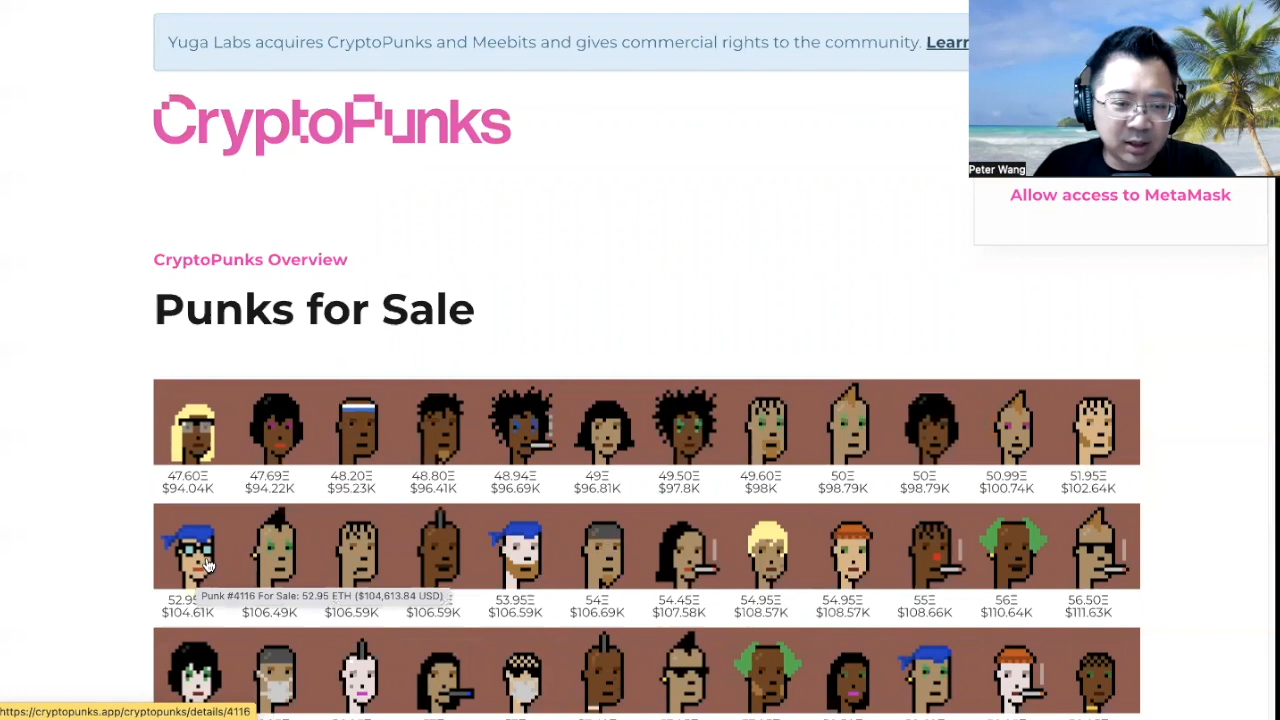 Yuga Labs acquires CryptoPunks and Meebits and gives commercial rights to the community. Learn
CryptoPunks
Peter Wang
Allow access to MetaMask
CryptoPunks Overview
Punks for Sale
47.60Ξ 47.69Ξ 48.20Ξ 48.80Ξ 48.94Ξ 49Ξ 49.50Ξ 49.60Ξ 50Ξ 50Ξ 50.99Ξ 51.95Ξ
$94.04K $94.22K $95.23K $96.41K $96.69K $96.81K $97.8K $98K $98.79K $98.79K $100.74K $102.64K
Punk #4116 For Sale: 52.95 ETH ($104,613.84 USD)
52.95 53.95Ξ 54Ξ 54.45Ξ 54.95Ξ 54.95Ξ 55Ξ 56Ξ 56.50Ξ
$104.61K $106.49K $106.59K $106.59K $106.59K $106.69K $107.58K $108.57K $108.57K $108.66K $110.64K $111.63K
https://cryptopunks.app/cryptopunks/details/4116